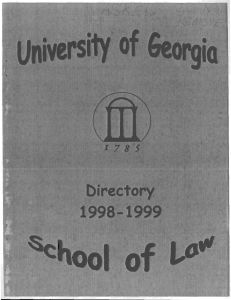 University of Georgia
1785
Directory
1998-1999
School of Law